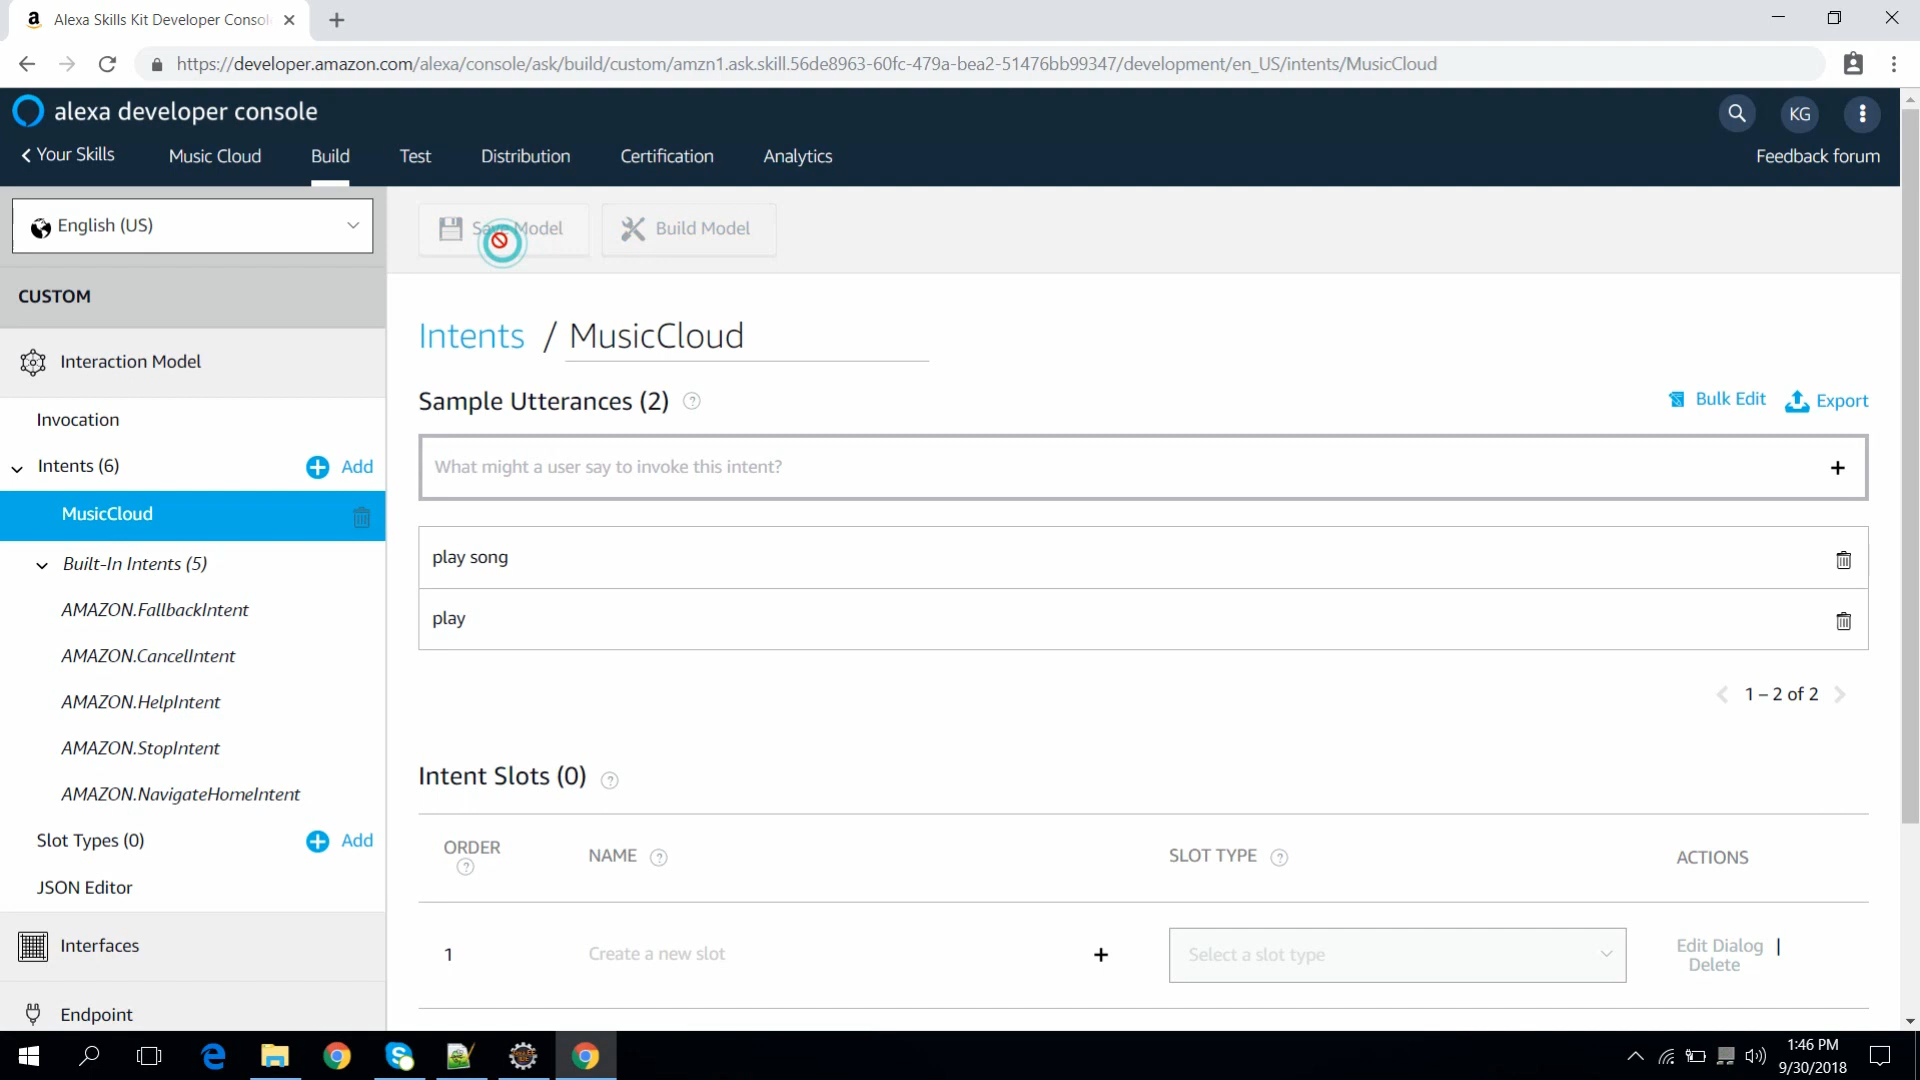 Alexa Skills Kit Developer Consol
https://developer.amazon.com/alexa/console/ask/build/custom/amzn1.ask.skill.56de8963-60fc-479a-bea2-51476bb99347/development/en_US/intents/MusicCloud
alexa developer console
KG
Your Skills
Music Cloud
Build
Test
Distribution
Certification
Analytics
Feedback forum
English (US)
Save Model
Build Model
CUSTOM
Interaction Model
Invocation
Intents (6)
Add
MusicCloud
Built-In Intents (5)
AMAZON.FallbackIntent
AMAZON.CancelIntent
AMAZON.HelpIntent
AMAZON.StopIntent
AMAZON.NavigateHomeIntent
Slot Types (0)
Add
JSON Editor
Interfaces
Endpoint
Intents / MusicCloud
Sample Utterances (2) ?
Bulk Edit
Export
What might a user say to invoke this intent?
play song
play
1 – 2 of 2
Intent Slots (0) ?
ORDER ?
NAME ?
SLOT TYPE ?
ACTIONS
1
Create a new slot
Select a slot type
Edit Dialog |
Delete
1:46 PM
9/30/2018